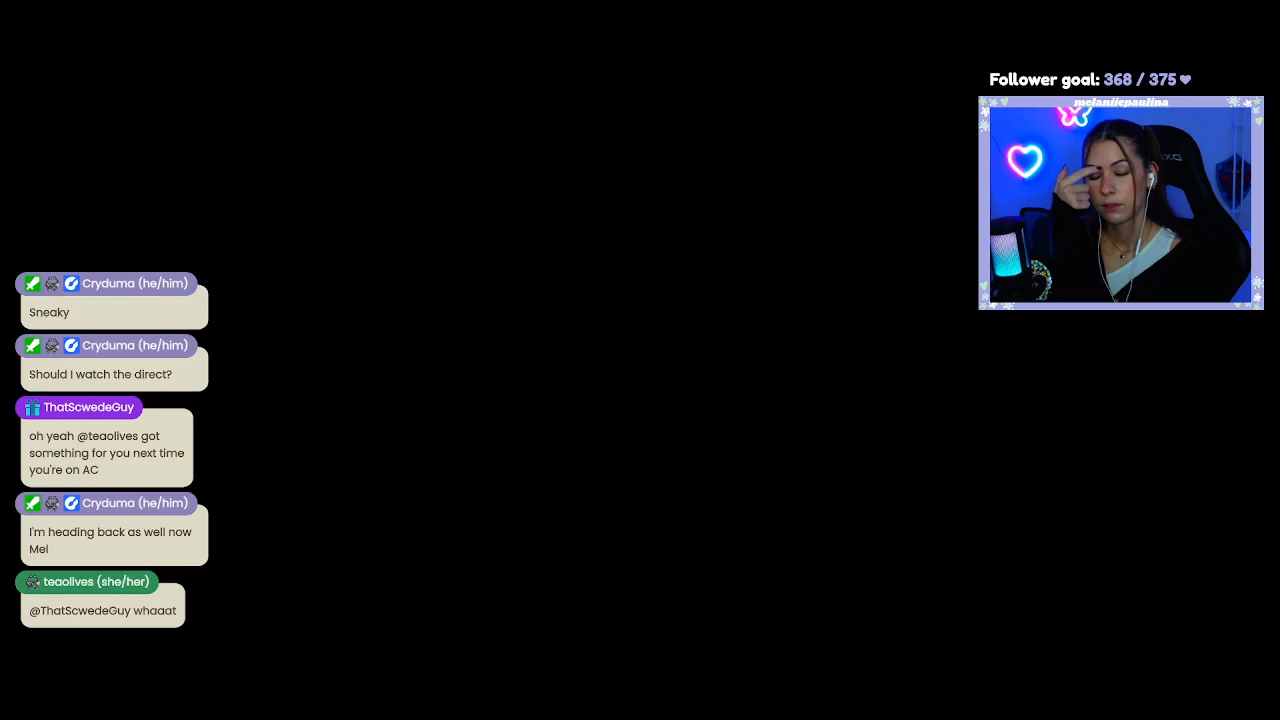 Follower goal: 368 / 375
melaniiepaulina
Cryduma (he/him)
Sneaky
Cryduma (he/him)
Should I watch the direct?
ThatScwedeGuy
oh yeah @teaolives got
something for you next time
you're on AC
Cryduma (he/him)
I'm heading back as well now
Mel
teaolives (she/her)
@ThatScwedeGuy whaaat